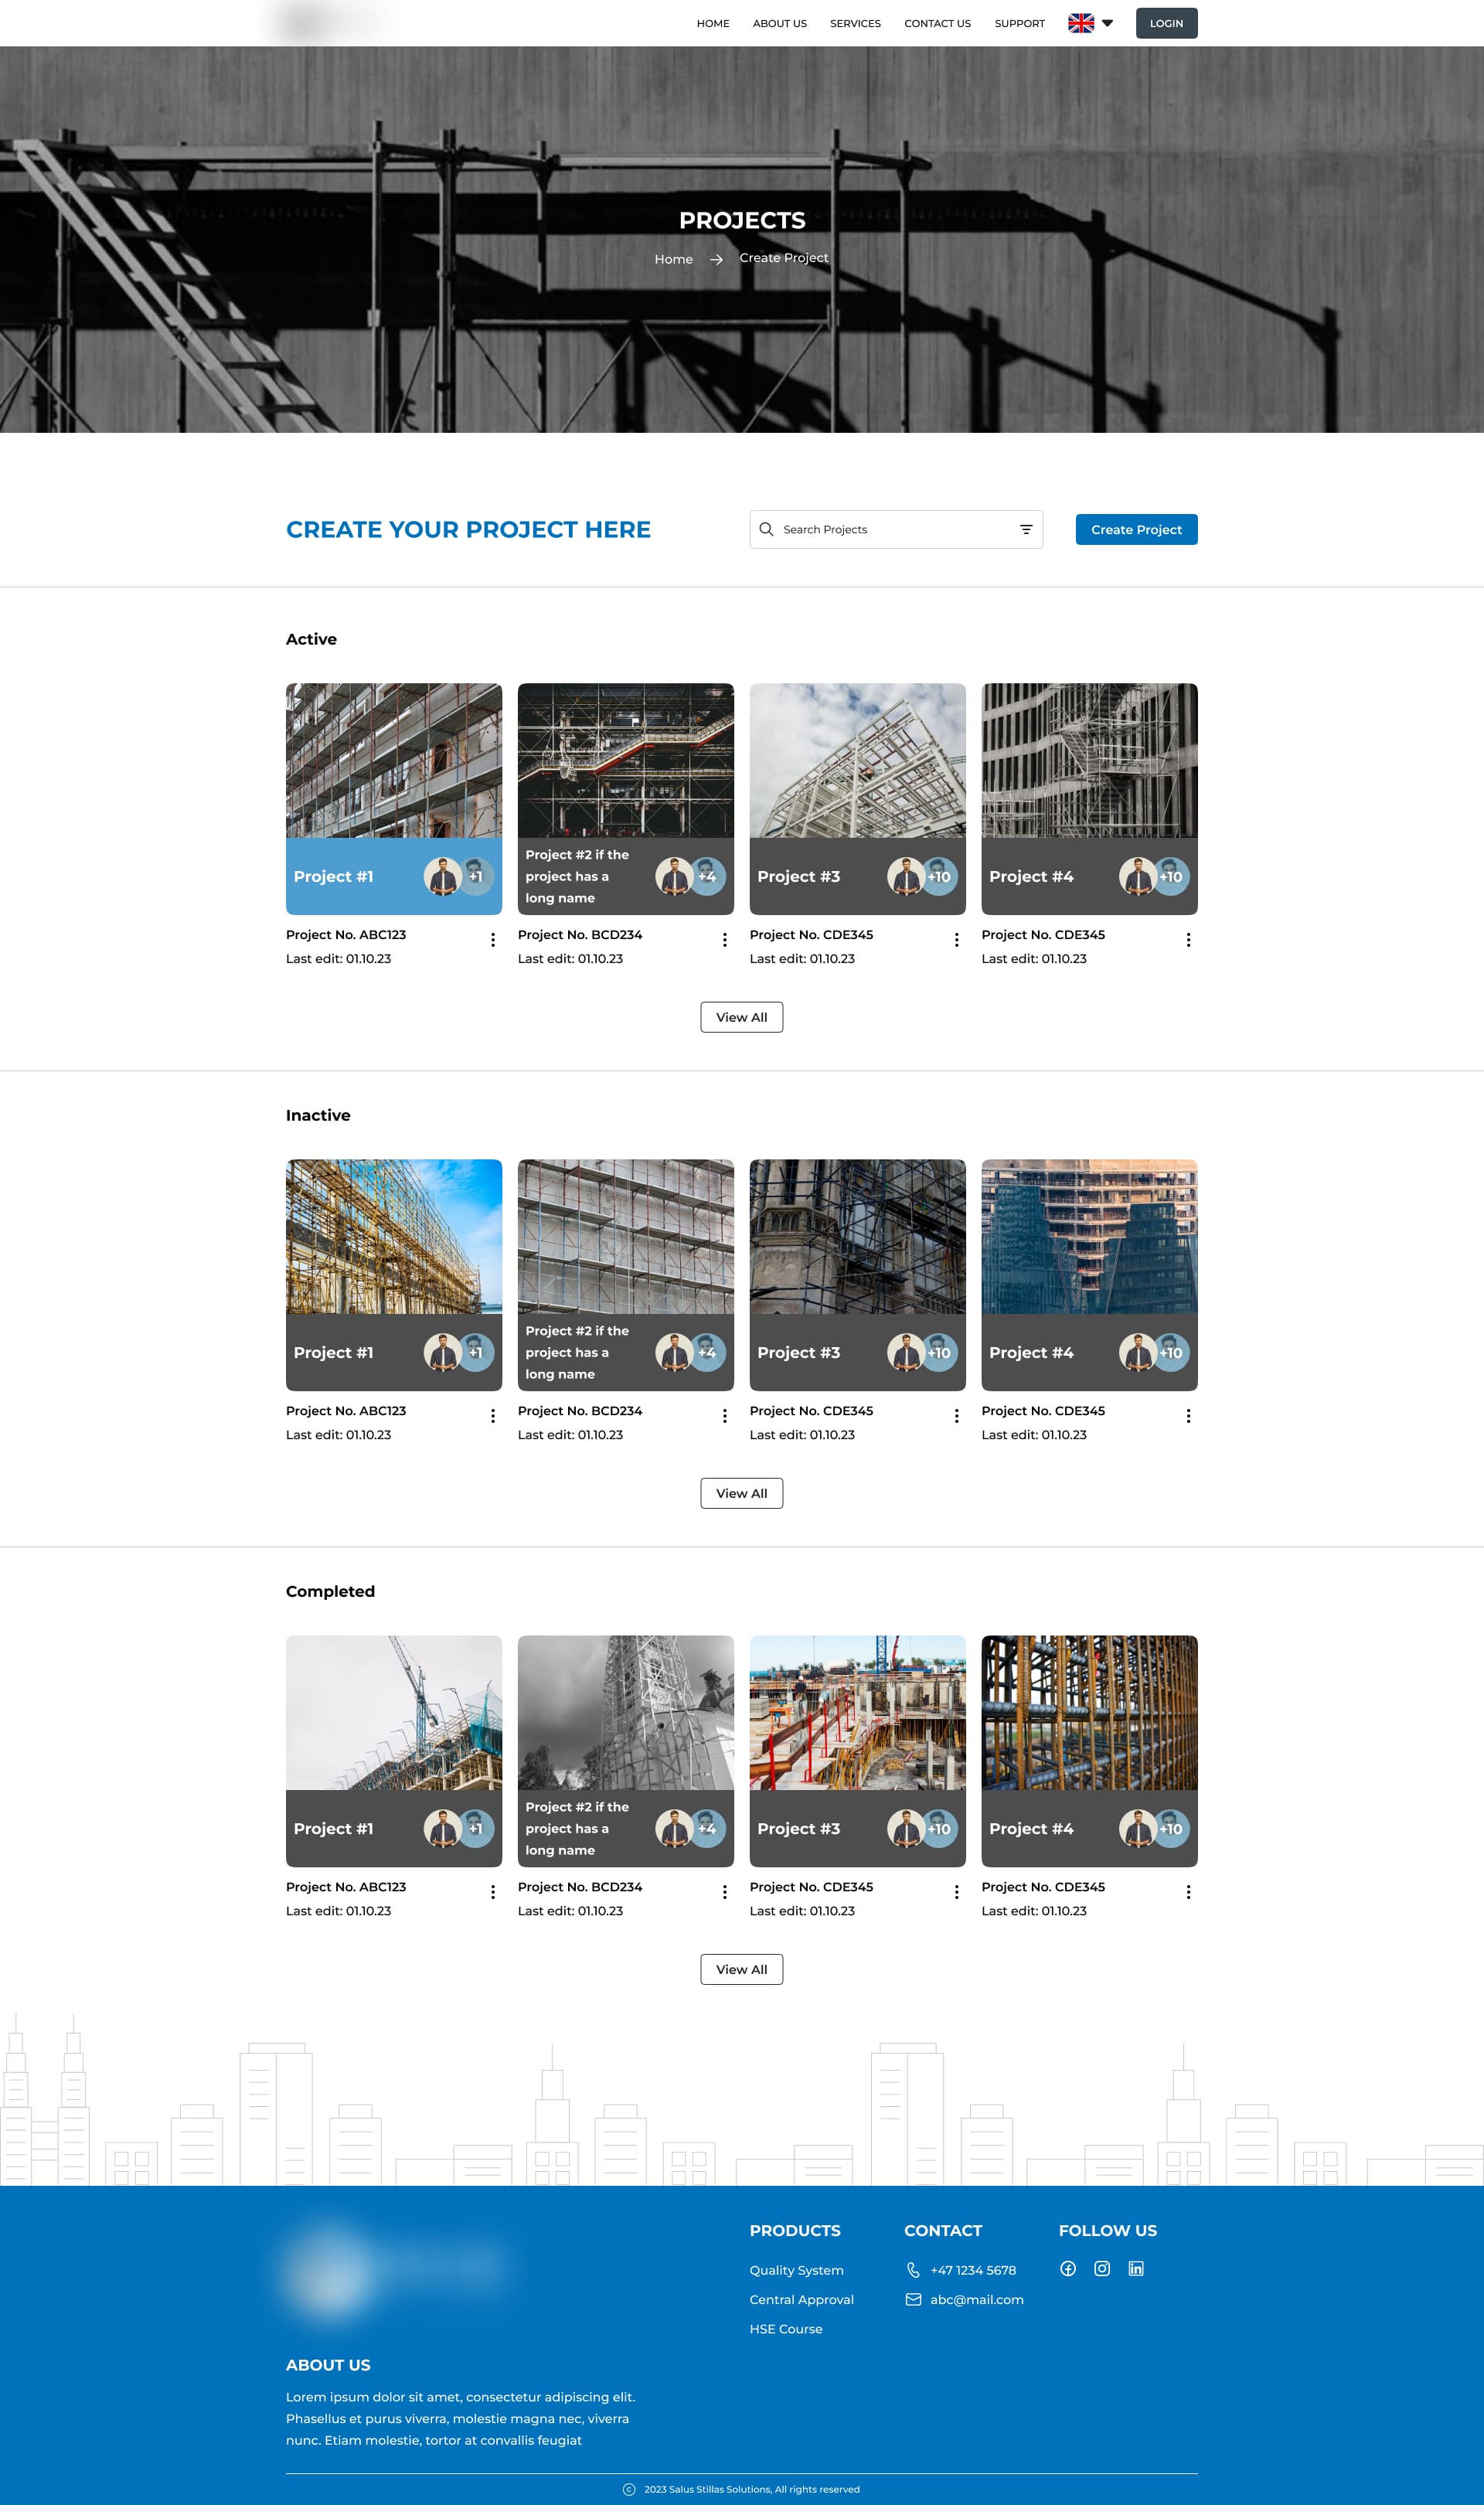 HOME ABOUT US SERVICES CONTACT US SUPPORT LOGIN
PROJECTS
Home → Create Project
CREATE YOUR PROJECT HERE
Search Projects
Create Project
Active
Project #1
+1
Project #2 if the
project has a
long name
+4
Project #3
+10
Project #4
+10
Project No. ABC123
Last edit: 01.10.23
Project No. BCD234
Last edit: 01.10.23
Project No. CDE345
Last edit: 01.10.23
Project No. CDE345
Last edit: 01.10.23
View All
Inactive
Project #1
+1
Project #2 if the
project has a
long name
+4
Project #3
+10
Project #4
+10
Project No. ABC123
Last edit: 01.10.23
Project No. BCD234
Last edit: 01.10.23
Project No. CDE345
Last edit: 01.10.23
Project No. CDE345
Last edit: 01.10.23
View All
Completed
Project #1
+1
Project #2 if the
project has a
long name
+4
Project #3
+10
Project #4
+10
Project No. ABC123
Last edit: 01.10.23
Project No. BCD234
Last edit: 01.10.23
Project No. CDE345
Last edit: 01.10.23
Project No. CDE345
Last edit: 01.10.23
View All
PRODUCTS
Quality System
Central Approval
HSE Course
CONTACT
+47 1234 5678
abc@mail.com
FOLLOW US
ABOUT US
Lorem ipsum dolor sit amet, consectetur adipiscing elit.
Phasellus et purus viverra, molestie magna nec, viverra
nunc. Etiam molestie, tortor at convallis feugiat
© 2023 Salus Stillas Solutions, All rights reserved